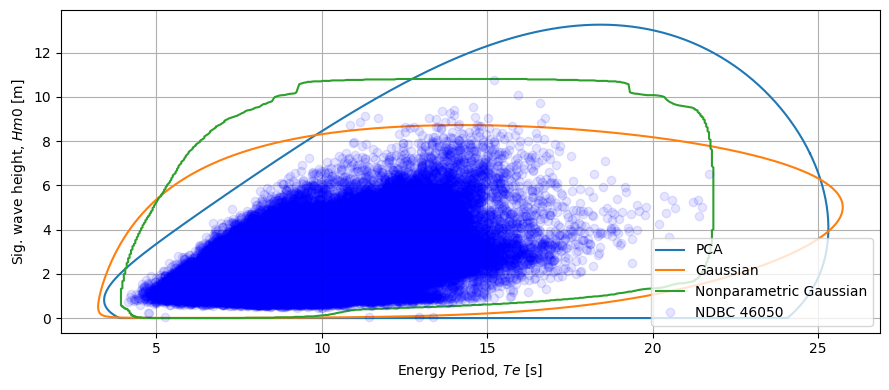 12
10
8
6
4
2
0
Sig. wave height, Hm0 [m]
5
10
15
20
25
Energy Period, Te [s]
PCA
Gaussian
Nonparametric Gaussian
NDBC 46050